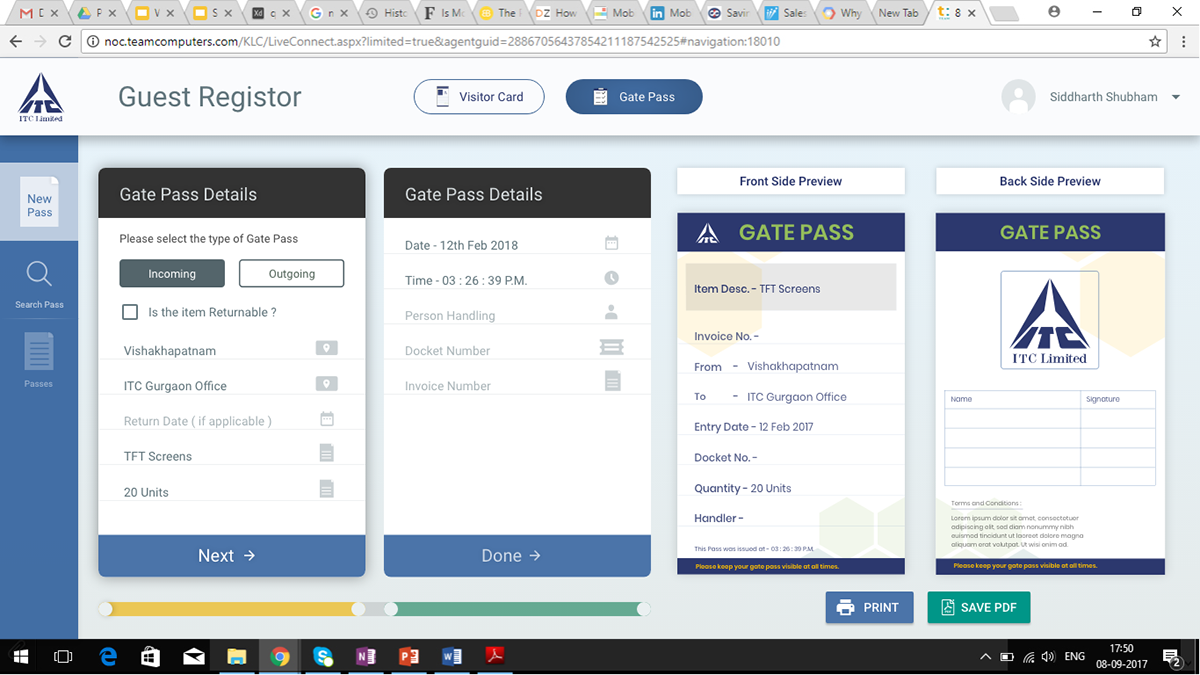 M
P
V
S
Xd
c
G
n
Histo
F
Is Mo
The
DZ
How
Mob
in
Mob
Savin
Sales
Why
New Tab
t:
8
noc.teamcomputers.com/KLC/LiveConnect.aspx?limited=true&agentguid=28867056437854211187542525#navigation:18010
ITC Limited
Guest Registor
Visitor Card
Gate Pass
Siddharth Shubham
New
Pass
Search Pass
Passes
Gate Pass Details
Please select the type of Gate Pass
Incoming
Outgoing
Is the item Returnable ?
Vishakhapatnam
ITC Gurgaon Office
Return Date ( if applicable )
TFT Screens
20 Units
Next →
Gate Pass Details
Date - 12th Feb 2018
Time - 03 : 26 : 39 P.M.
Person Handling
Docket Number
Invoice Number
Done →
Front Side Preview
ITC
GATE PASS
Item Desc. - TFT Screens
Invoice No. -
From - Vishakhapatnam
To - ITC Gurgaon Office
Entry Date - 12 Feb 2017
Docket No. -
Quantity - 20 Units
Handler -
This Pass was issued at - 03 : 26 : 39 P.M.
Please keep your gate pass visible at all times.
Back Side Preview
GATE PASS
ITC
ITC Limited
Name
Signature
Terms and Conditions :
Lorem ipsum dolor sit amet, consectetuer
adipiscing elit, sed diam nonummy nibh
euismod tincidunt ut laoreet dolore magna
aliquam erat volutpat. Ut wisi enim ad.
Please keep your gate pass visible at all times.
PRINT
SAVE PDF
ENG
17:50
08-09-2017
2